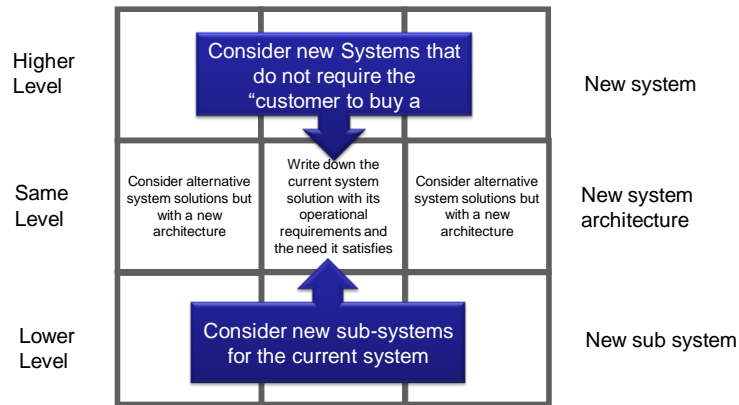 Higher
Level
Consider new Systems that
do not require the
“customer to buy a
New system
Same
Level
Consider alternative
system solutions but
with a new
architecture
Write down the
current system
solution with its
operational
requirements and
the need it satisfies
Consider alternative
system solutions but
with a new
architecture
New system
architecture
Lower
Level
Consider new sub-systems
for the current system
New sub system